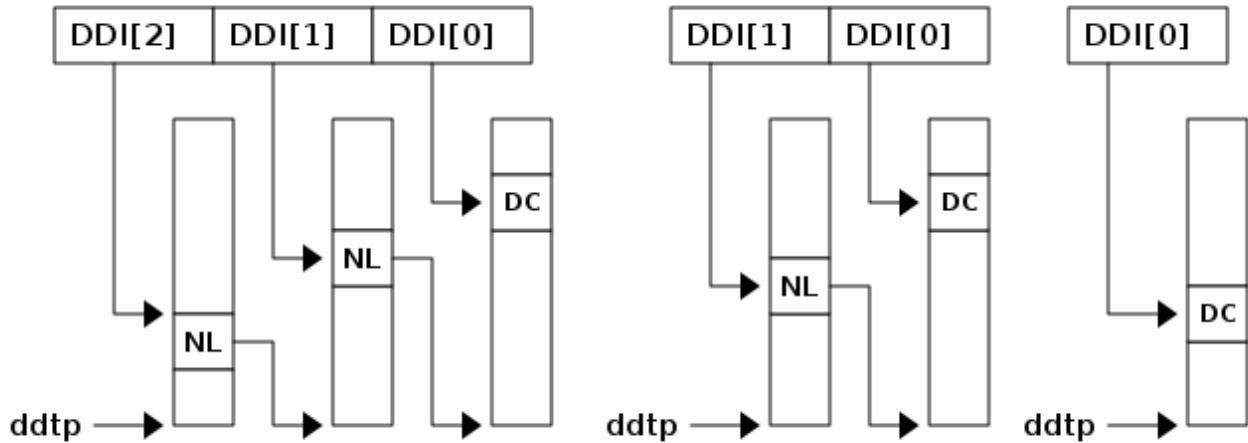 DDI[2] DDI[1] DDI[0] DDI[1] DDI[0] DDI[0]
DC DC
NL NL
NL DC
ddtp ddtp ddtp